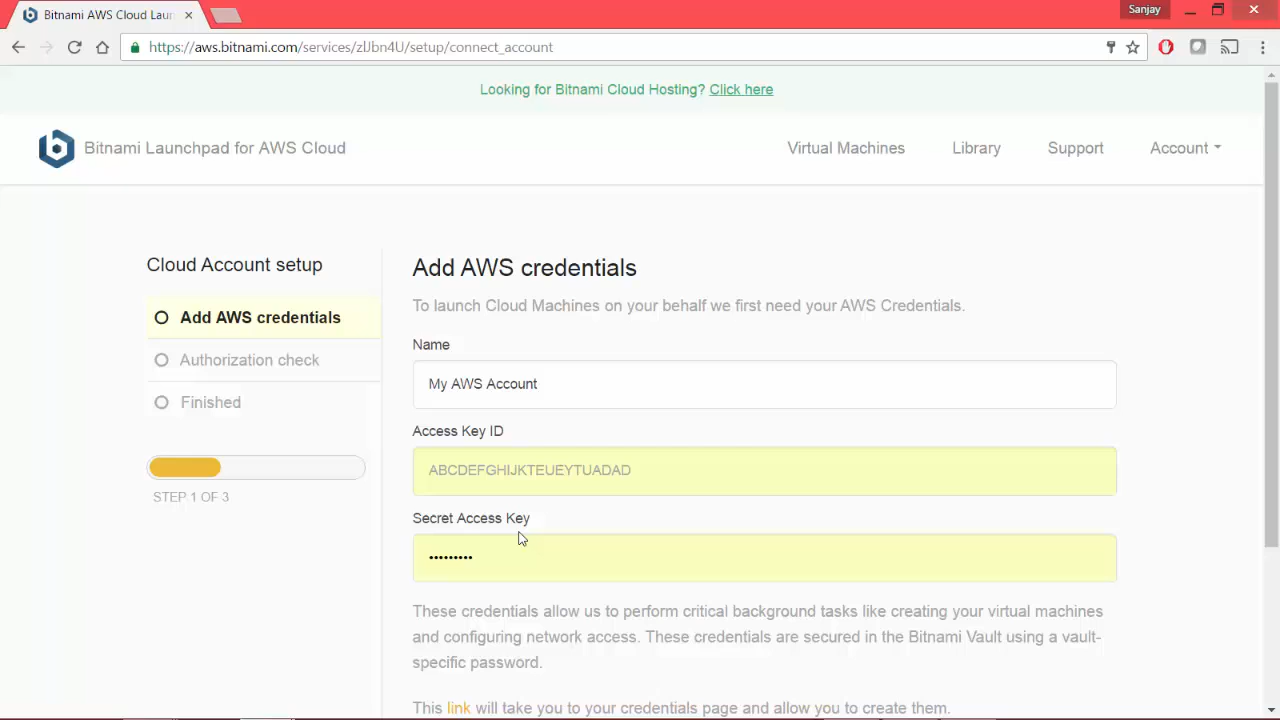 Bitnami AWS Cloud Laun
Sanjay
https://aws.bitnami.com/services/zlJbn4U/setup/connect_account
Looking for Bitnami Cloud Hosting? Click here
Bitnami Launchpad for AWS Cloud
Virtual Machines
Library
Support
Account
Cloud Account setup
Add AWS credentials
Authorization check
Finished
STEP 1 OF 3
Add AWS credentials
To launch Cloud Machines on your behalf we first need your AWS Credentials.
Name
My AWS Account
Access Key ID
ABCDEFGHIJKTEUEYTUADAD
Secret Access Key
•••••••••
These credentials allow us to perform critical background tasks like creating your virtual machines
and configuring network access. These credentials are secured in the Bitnami Vault using a vault-
specific password.
This link will take you to your credentials page and allow you to create them.